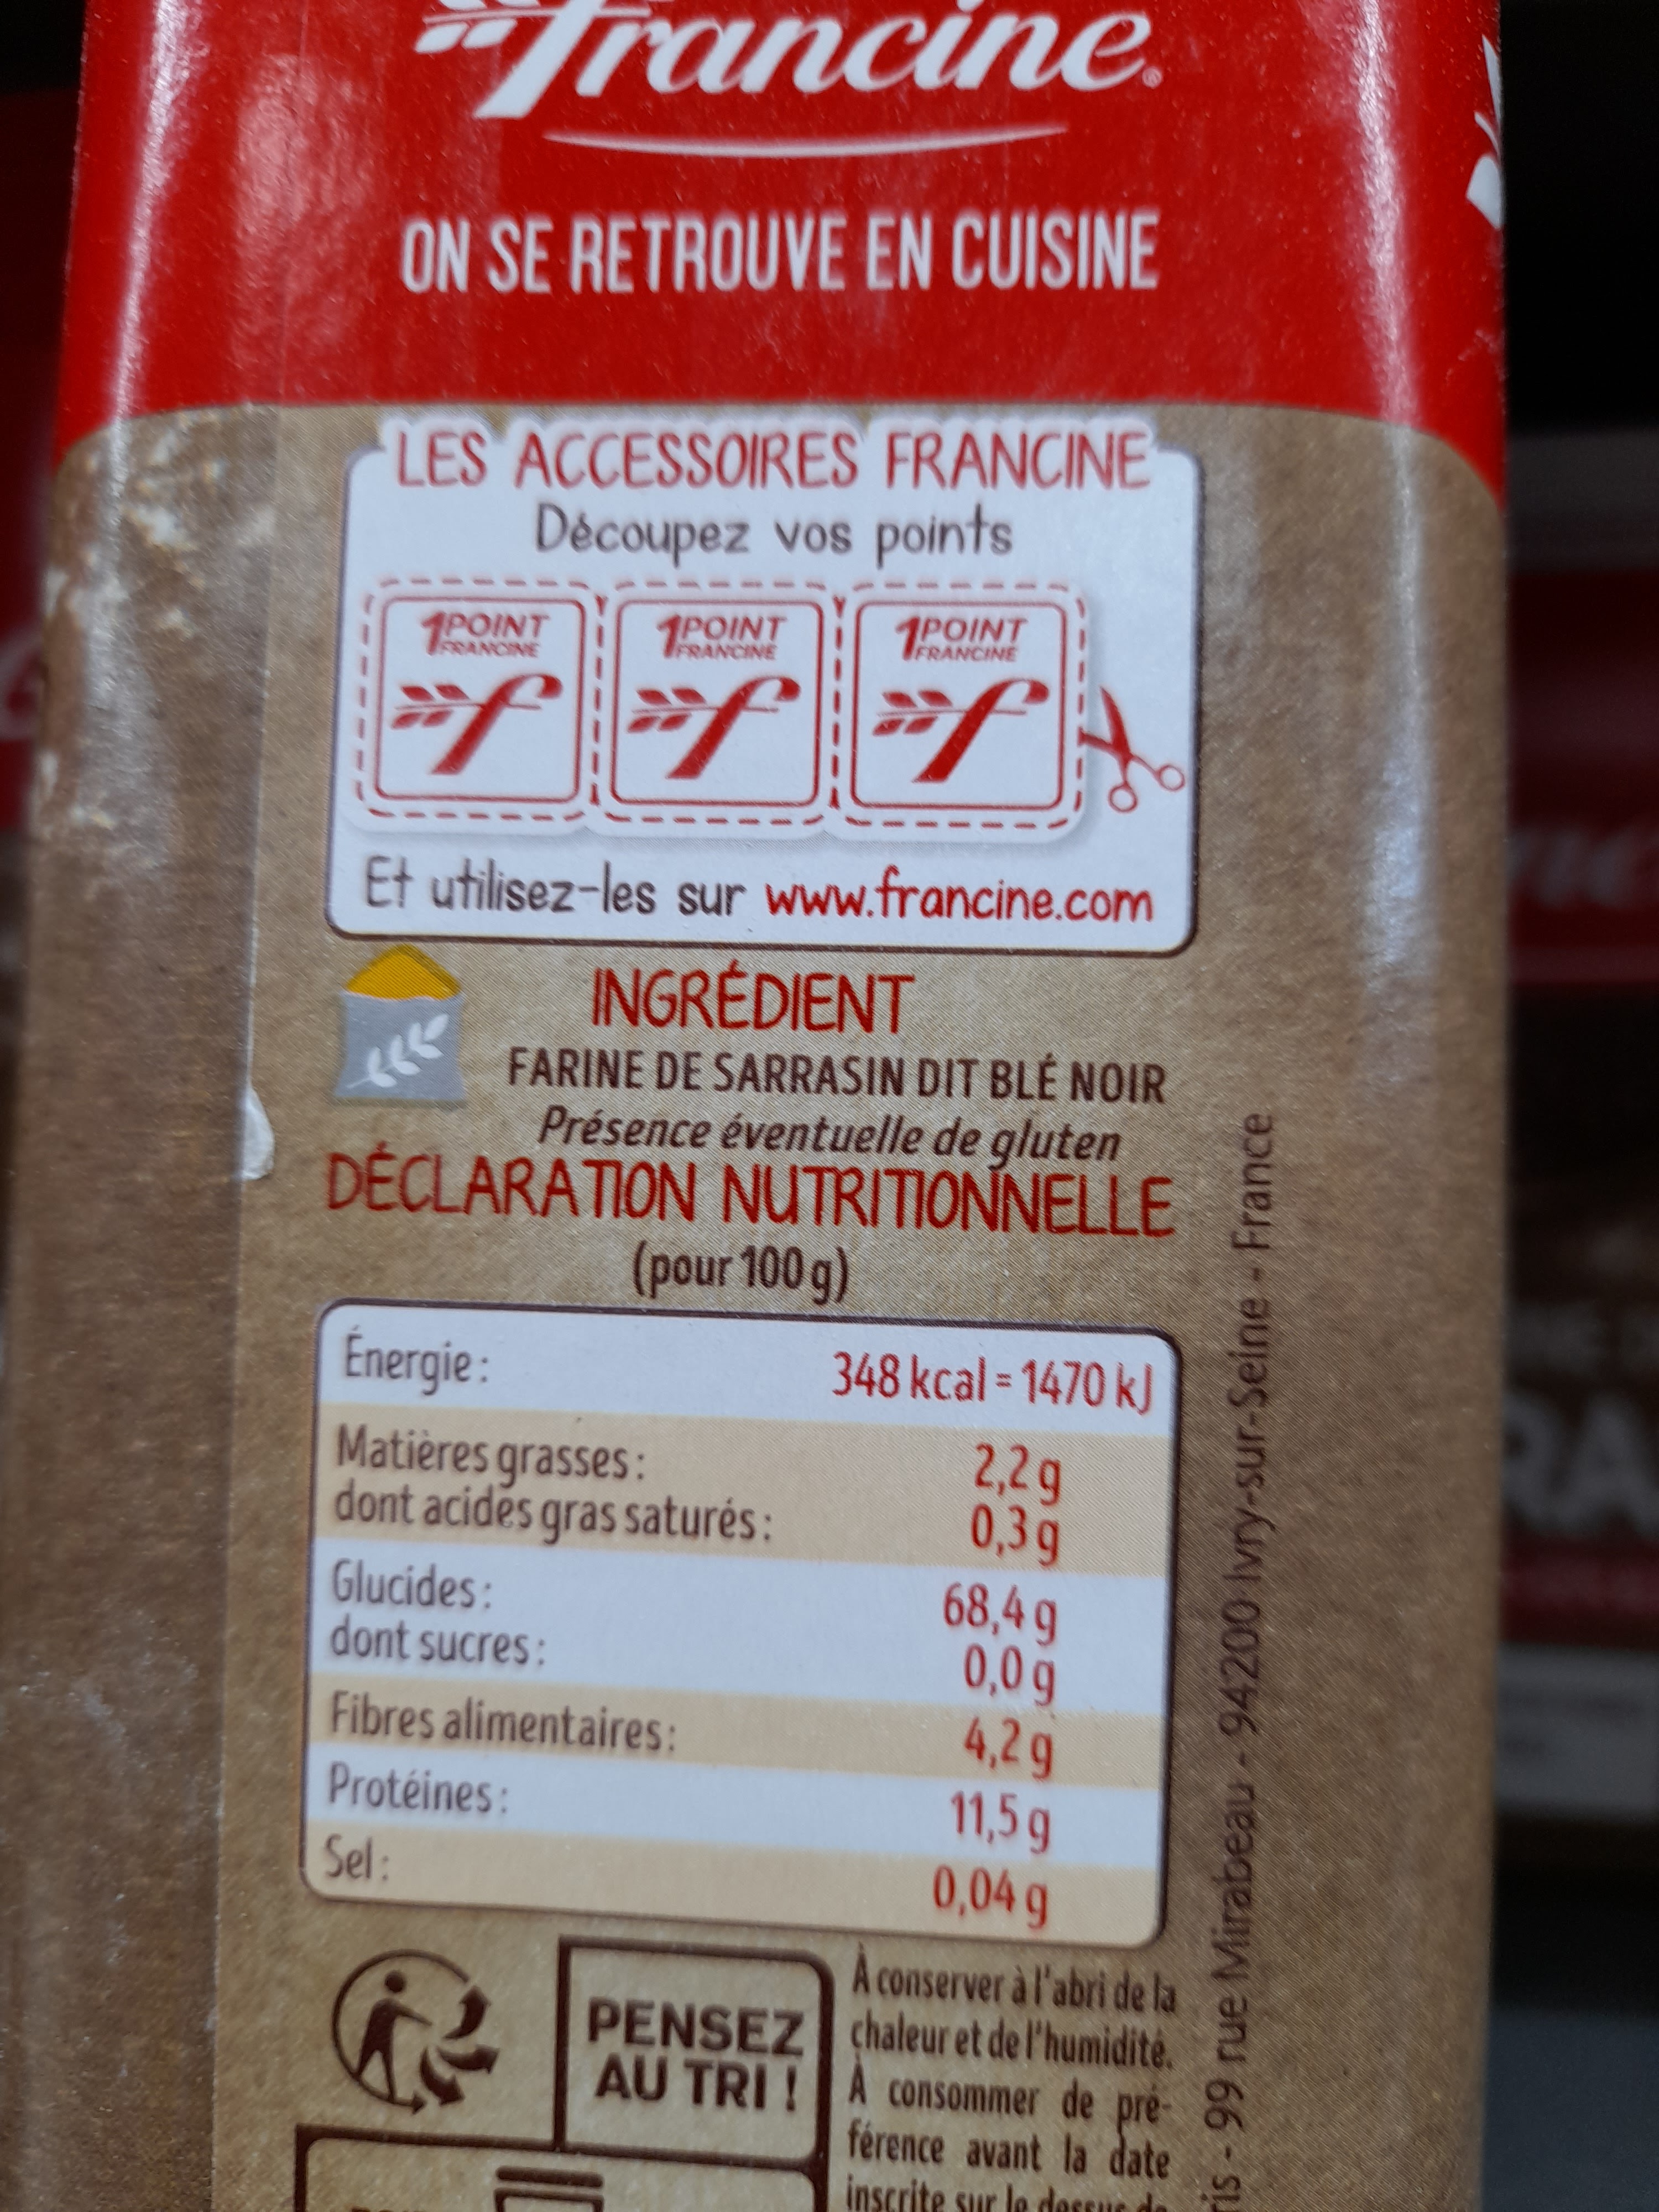 Francine
ON SE RETROUVE EN CUISINE
LES ACCESSOIRES FRANCINE
Découpez vos points
1 POINT FRANCINE
1 POINT FRANCINE
1 POINT FRANCINE
Et utilisez-les sur www.francine.com
INGRÉDIENT
FARINE DE SARRASIN DIT BLÉ NOIR
Présence éventuelle de gluten
DÉCLARATION NUTRITIONNELLE
(pour 100 g)
Énergie : 348 kcal = 1470 kJ
Matières grasses : 2,2 g
dont acides gras saturés : 0,3 g
Glucides : 68,4 g
dont sucres : 0,0 g
Fibres alimentaires : 4,2 g
Protéines : 11,5 g
Sel : 0,04 g
PENSEZ
AU TRI !
À conserver à l'abri de la
chaleur et de l'humidité.
À consommer de pré-
férence avant la date
inscrite sur le dessus de
- 99 rue Mirabeau - 94200 Ivry-sur-Seine - France